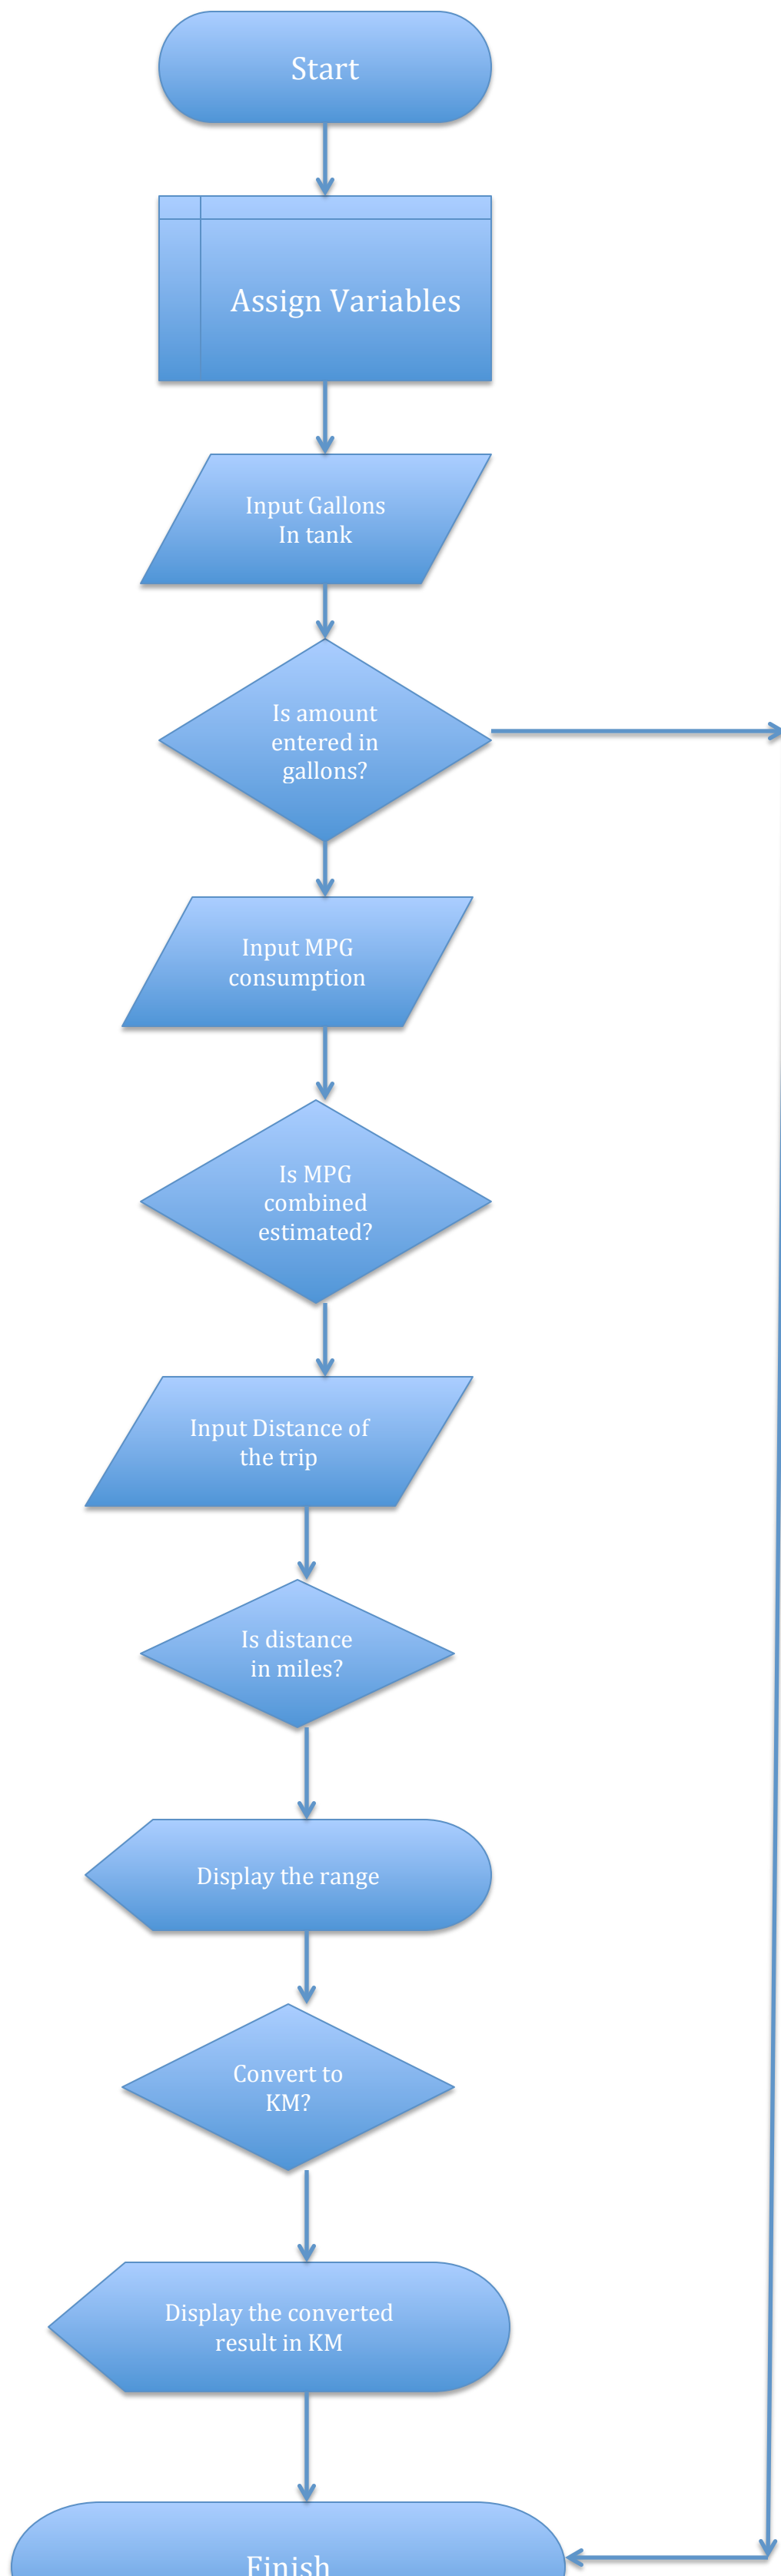 Start
Assign Variables
Input Gallons
In tank
Is amount
entered in
gallons?
Input MPG
consumption
Is MPG
combined
estimated?
Input Distance of
the trip
Is distance
in miles?
Display the range
Convert to
KM?
Display the converted
result in KM
Finish